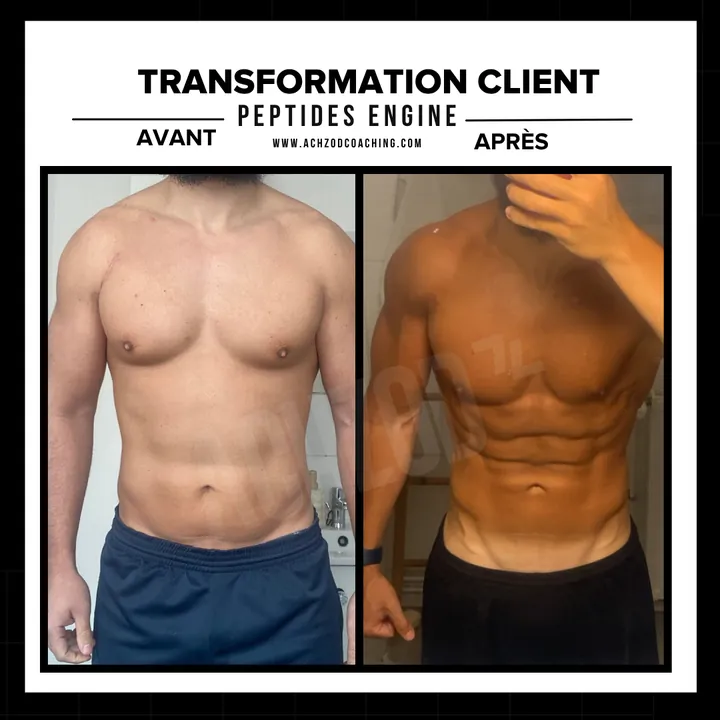 TRANSFORMATION CLIENT
PEPTIDES ENGINE
AVANT
WWW.ACHZODCOACHING.COM
APRÈS